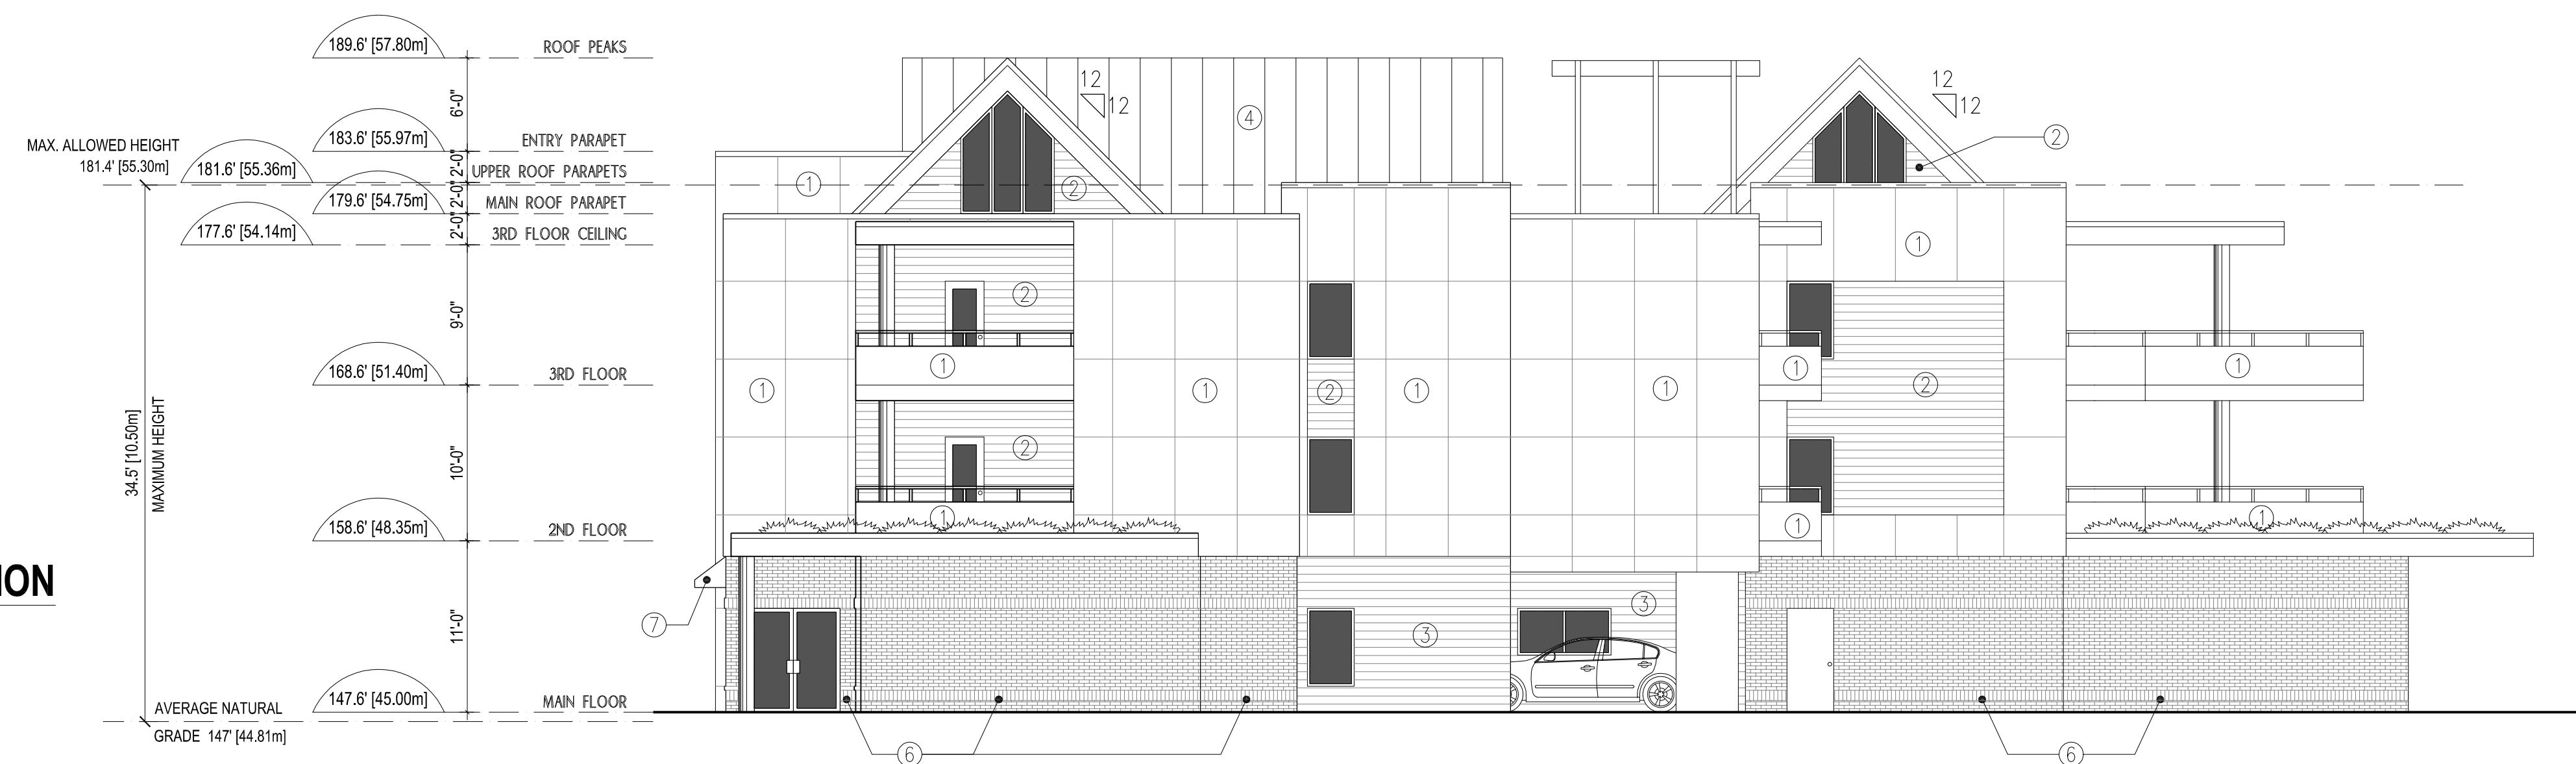 189.6' [57.80m]
ROOF PEAKS
6'-0"
12
12
4
12
12
183.6' [55.97m]
ENTRY PARAPET
2
MAX. ALLOWED HEIGHT
181.4' [55.30m]
181.6' [55.36m]
2'-0"
UPPER ROOF PARAPETS
1
2
179.6' [54.75m]
2'-0"
MAIN ROOF PARAPET
177.6' [54.14m]
2'-0"
3RD FLOOR CEILING
1
2
9'-0"
168.6' [51.40m]
3RD FLOOR
1
1
1
1
2
1
1
1
2
1
34.5' [10.50m]
MAXIMUM HEIGHT
10'-0"
2
158.6' [48.35m]
2ND FLOOR
1
1
1
ION
11'-0"
7
3
3
147.6' [45.00m]
MAIN FLOOR
AVERAGE NATURAL
GRADE 147' [44.81m]
6
6